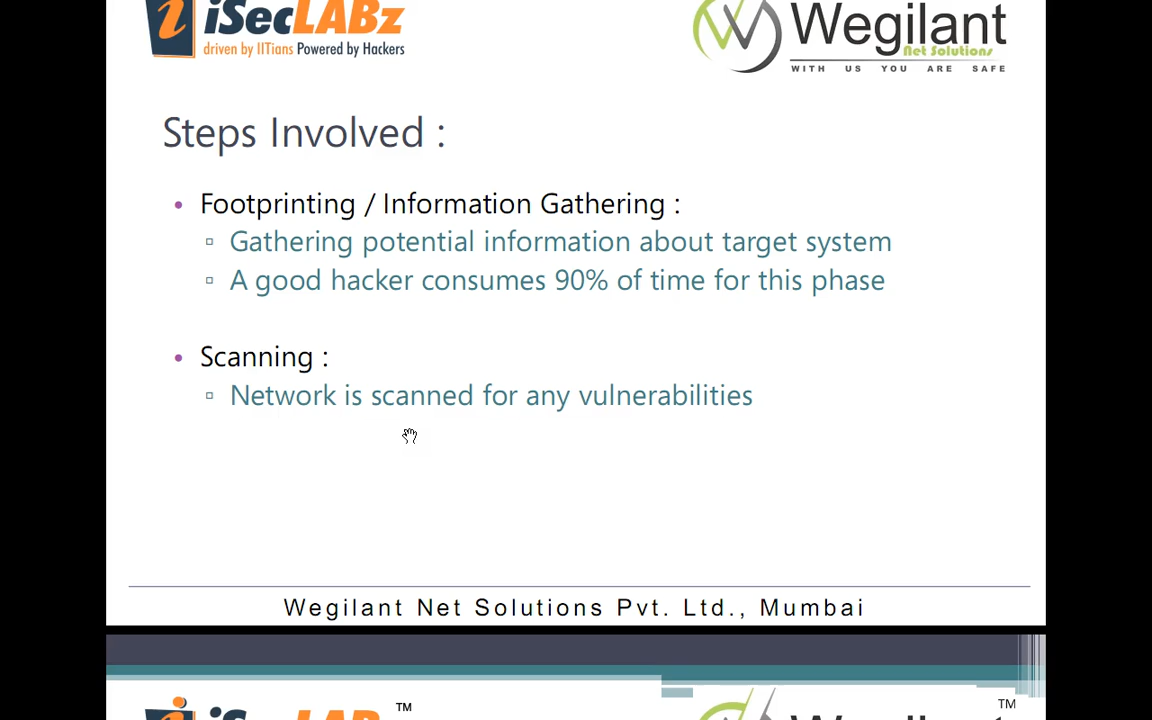 iSecLABz
driven by IITians Powered by Hackers
Wegilant
Net Solutions
WITH US YOU ARE SAFE
Steps Involved :
• Footprinting / Information Gathering :
▫ Gathering potential information about target system
▫ A good hacker consumes 90% of time for this phase
• Scanning :
▫ Network is scanned for any vulnerabilities
Wegilant Net Solutions Pvt. Ltd., Mumbai
TM
TM